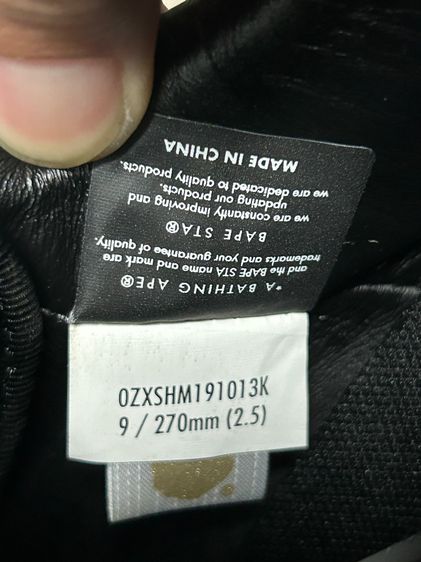 *A BATHING APE®
and the BAPE STA name and mark are
trademarks and your guarantee of quality.
BAPE STA®
we are constantly improving and
updating our products.
we are dedicated to quality products.
MADE IN CHINA
OZXSHM191013K
9 / 270mm (2.5)